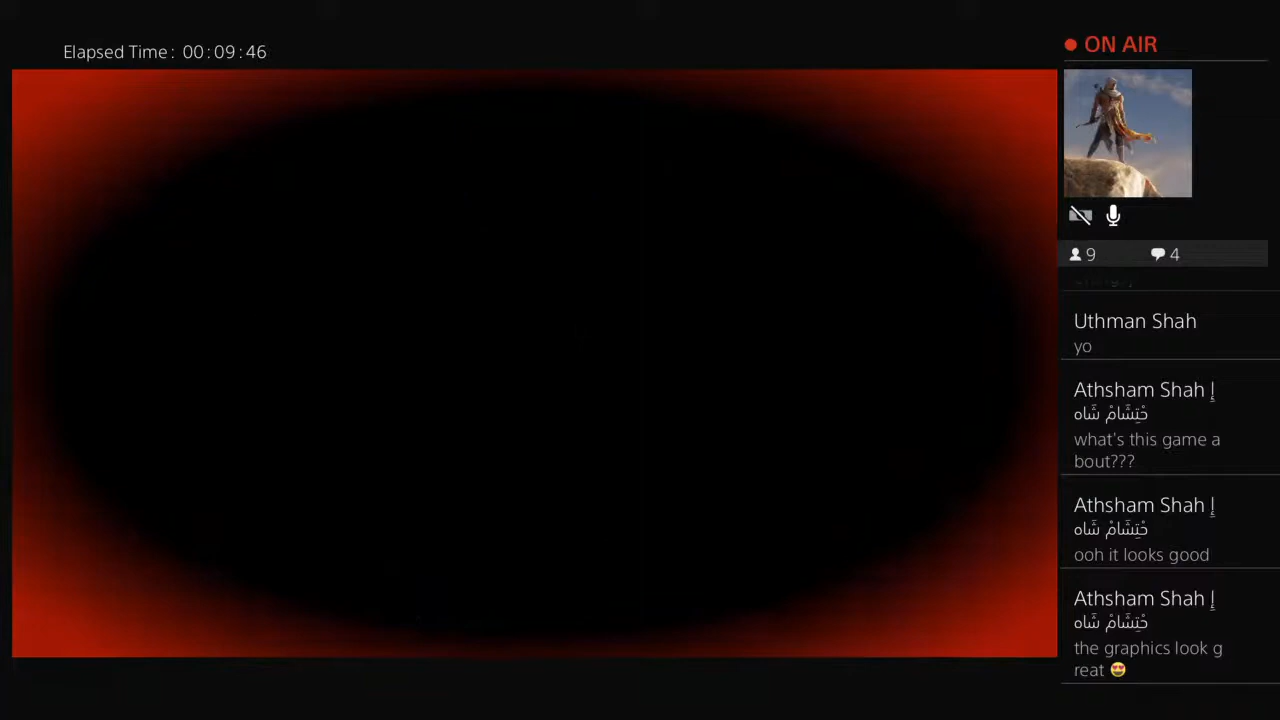 Elapsed Time: 00:09:46
ON AIR
9 4
Uthman Shah
yo
Athsham Shah إِ
حْتِشَامْ شَاه
what's this game a
bout???
Athsham Shah إِ
حْتِشَامْ شَاه
ooh it looks good
Athsham Shah إِ
حْتِشَامْ شَاه
the graphics look g
reat 😍